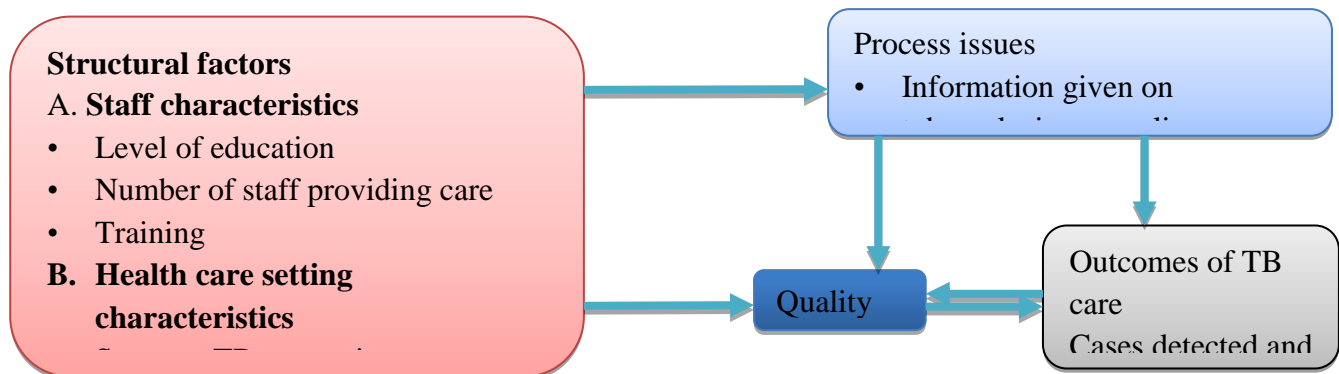 Structural factors
A. Staff characteristics
• Level of education
• Number of staff providing care
• Training
B. Health care setting
characteristics
Process issues
• Information given on
Quality
Outcomes of TB
care
Cases detected and